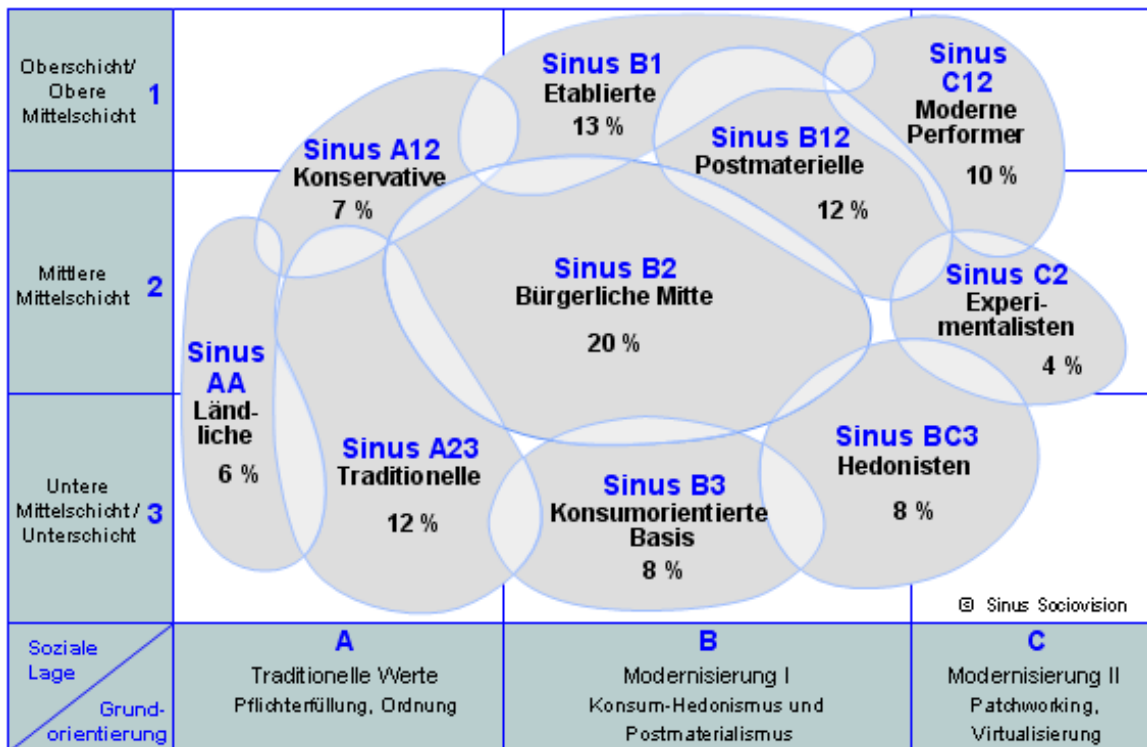 Oberschicht/
Obere
Mittelschicht
1
Mittlere
Mittelschicht
2
Untere
Mittelschicht /
Unterschicht
3
Sinus B1
Etablierte
13 %
Sinus
C12
Moderne
Performer
10 %
Sinus A12
Konservative
7 %
Sinus B12
Postmaterielle
12 %
Sinus B2
Bürgerliche Mitte
20 %
Sinus C2
Experi-
mentalisten
4 %
Sinus
AA
Länd-
liche
6 %
Sinus A23
Traditionelle
12 %
Sinus B3
Konsumorientierte
Basis
8 %
Sinus BC3
Hedonisten
8 %
© Sinus Sociovision
Soziale
Lage
Grund-
orientierung
A
Traditionelle Werte
Pflichterfüllung, Ordnung
B
Modernisierung I
Konsum-Hedonismus und
Postmaterialismus
C
Modernisierung II
Patchworking,
Virtualisierung